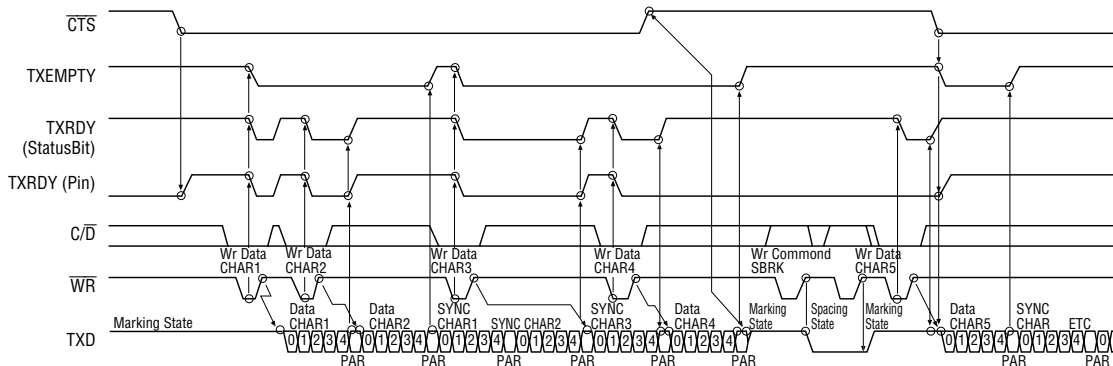 CTS
TXEMPTY
TXRDY
(StatusBit)
TXRDY (Pin)
C/D
Wr Data
CHAR1
Wr Data
CHAR2
Wr Data
CHAR3
Wr Data
CHAR4
Wr Command
SBRK
Wr Data
CHAR5
WR
TXD
Marking State
Data
CHAR1
Data
CHAR2
SYNC
CHAR1
SYNC CHAR2
SYNC
CHAR3
Data
CHAR4
Marking
State
Spacing
State
Marking
State
Data
CHAR5
SYNC
CHAR
ETC
0 1 2 3 4 0 1 2 3 4 0 1 2 3 4 0 1 2 3 4 0 1 2 3 4 0 1 2 3 4 0 1 2 3 4 0 1 2 3 4 0
PAR PAR PAR PAR PAR PAR PAR PAR